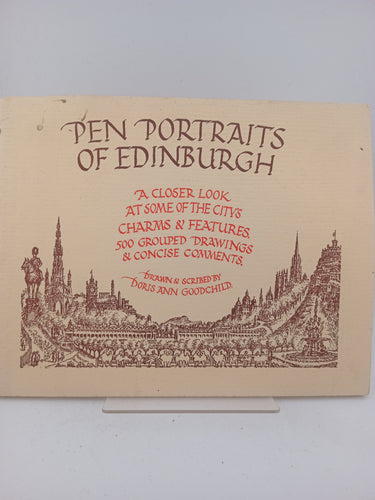 PEN PORTRAITS
OF EDINBURGH
A CLOSER LOOK
AT SOME OF THE CITY'S
CHARMS & FEATURES.
500 GROUPED DRAWINGS
& CONCISE COMMENTS.
DRAWN & SCRIBED BY
DORIS ANN GOODCHILD.